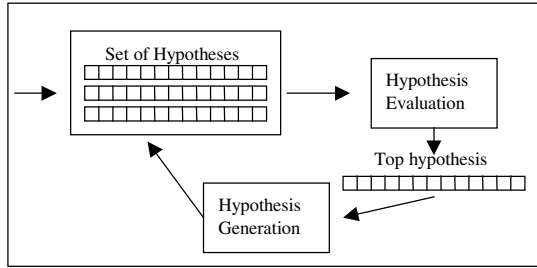 Set of Hypotheses
Hypothesis
Evaluation
Top hypothesis
Hypothesis
Generation